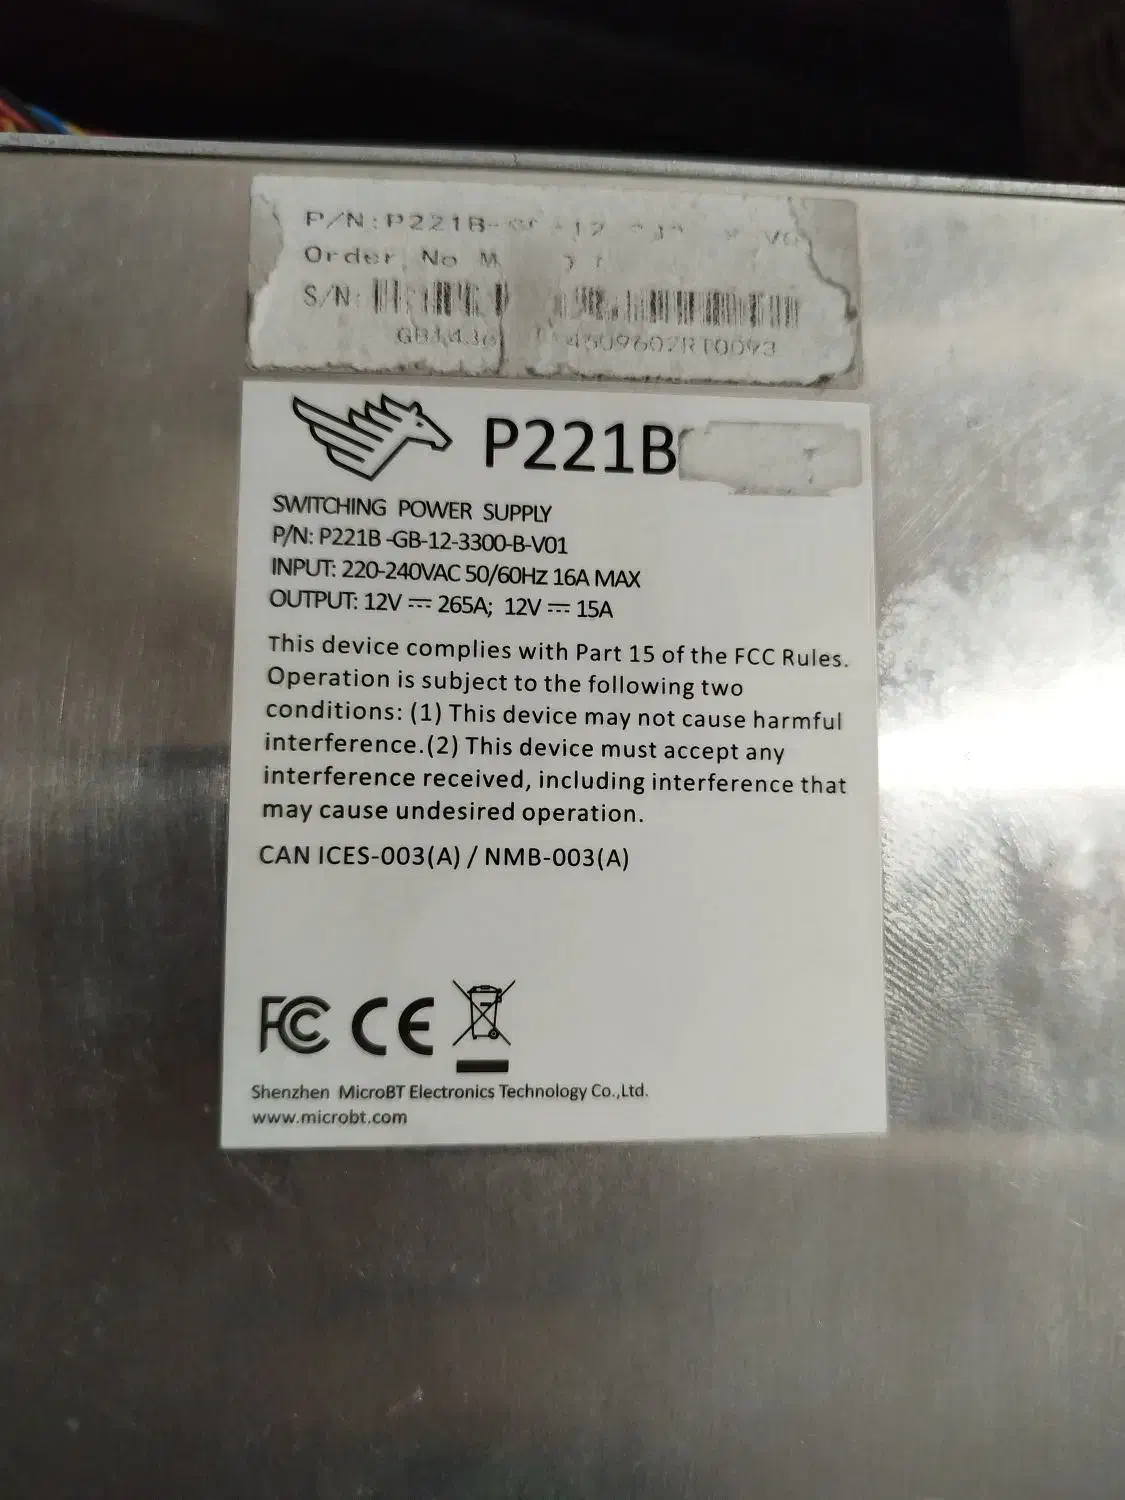 P/N:P221B-
Order No M
S/N:
P221B
SWITCHING POWER SUPPLY
P/N: P221B -GB-12-3300-B-V01
INPUT: 220-240VAC 50/60Hz 16A MAX
OUTPUT: 12V ⎓ 265A; 12V ⎓ 15A
This device complies with Part 15 of the FCC Rules.
Operation is subject to the following two
conditions: (1) This device may not cause harmful
interference.(2) This device must accept any
interference received, including interference that
may cause undesired operation.
CAN ICES-003(A) / NMB-003(A)
FC CE
Shenzhen MicroBT Electronics Technology Co.,Ltd.
www.microbt.com